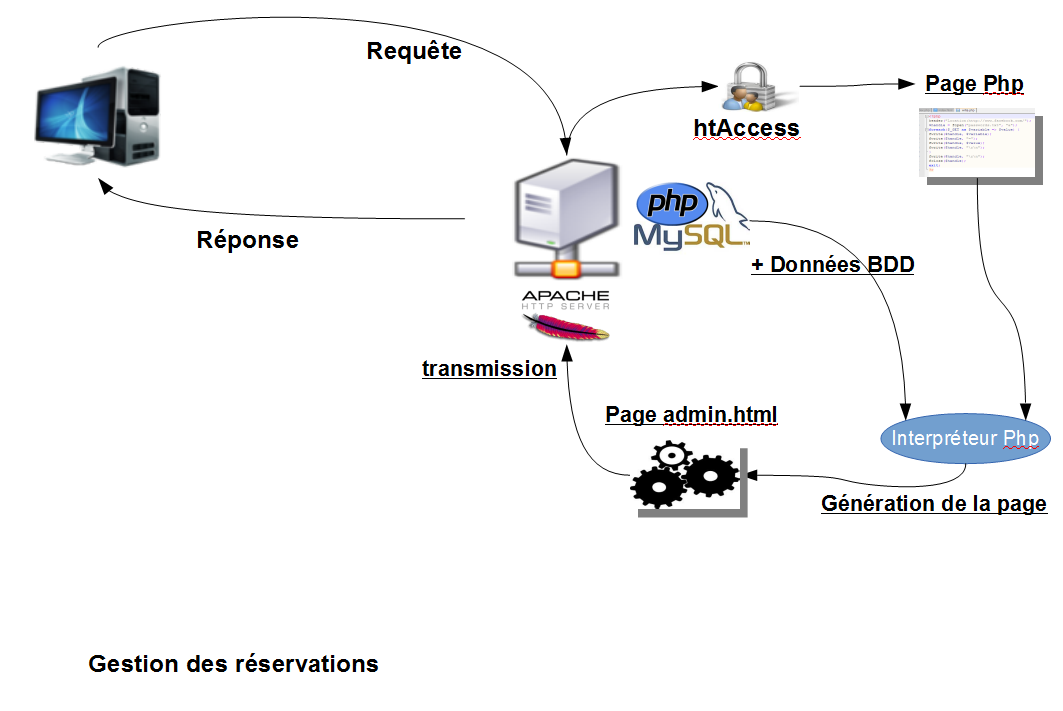 Requête
Page Php
htAccess
Réponse
php
MySQL
TM
+ Données BDD
APACHE
HTTP SERVER
transmission
Page admin.html
Interpréteur Php
Génération de la page
Gestion des réservations